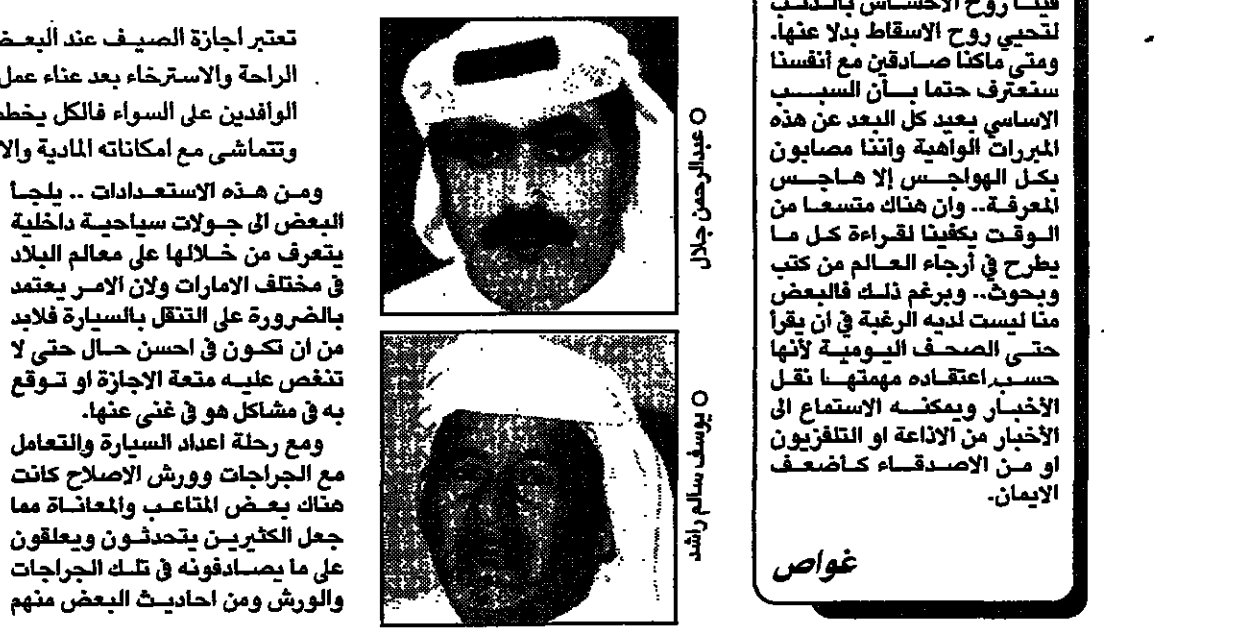 فينا روح الاحساس بالذنب
لتحيي روح الاسقاط بدلا عنها.
ومتى ماكنا صادقين مع أنفسنا
سنعترف حتما بأن السبب
الاساسي بعيد كل البعد عن هذه
المبررات الواهية وأننا مصابون
بكل الهواجس إلا هاجس
المعرفة.. وان هناك متسعا من
الوقت يكفينا لقراءة كل ما
يطرح في أرجاء العالم من كتب
وبحوث.. وبرغم ذلك فالبعض
منا ليست لديه الرغبة في ان يقرأ
حتى الصحف اليومية لأنها
حسب اعتقاده مهمتها نقل
الأخبار ويمكنه الاستماع الى
الأخبار من الاذاعة او التلفزيون
او من الاصدقاء كأضعف
الايمان.
غواص
عبدالرحمن جلال
يوسف سالم راشد
تعتبر اجازة الصيف عند البعض
الراحة والاسترخاء بعد عناء عمل
الوافدين على السواء فالكل يخطط
وتتماشى مع امكاناته المادية والا
ومن هذه الاستعدادات .. يلجأ
البعض الى جولات سياحية داخلية
يتعرف من خلالها على معالم البلاد
في مختلف الامارات ولان الامر يعتمد
بالضرورة على التنقل بالسيارة فلابد
من ان تكون في احسن حال حتى لا
تنغص عليه متعة الاجازة او توقع
به في مشاكل هو في غنى عنها.
ومع رحلة اعداد السيارة والتعامل
مع الجراجات وورش الاصلاح كانت
هناك بعض المتاعب والمعاناة مما
جعل الكثيرين يتحدثون ويعلقون
على ما يصادفونه في تلك الجراجات
والورش ومن احاديث البعض منهم